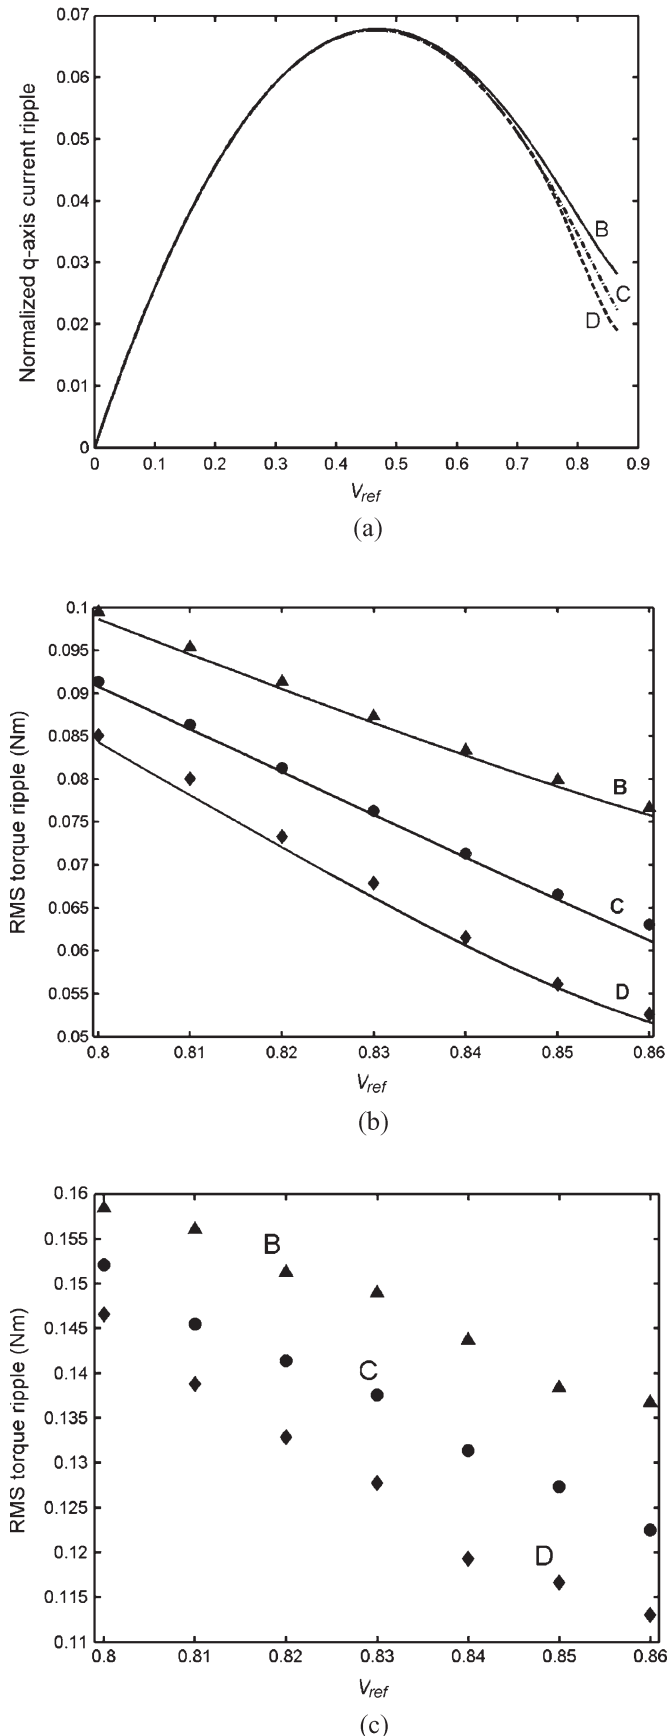 0.07
0.06
0.05
0.04
0.03
0.02
0.01
0
Normalized q-axis current ripple
B
C
D
0 0.1 0.2 0.3 0.4 0.5 0.6 0.7 0.8 0.9
Vref
(a)
0.1
0.095
0.09
0.085
0.08
0.075
0.07
0.065
0.06
0.055
0.05
RMS torque ripple (Nm)
B
C
D
0.8 0.81 0.82 0.83 0.84 0.85 0.86
Vref
(b)
0.16
0.155
0.15
0.145
0.14
0.135
0.13
0.125
0.12
0.115
0.11
RMS torque ripple (Nm)
B
C
D
0.8 0.81 0.82 0.83 0.84 0.85 0.86
Vref
(c)